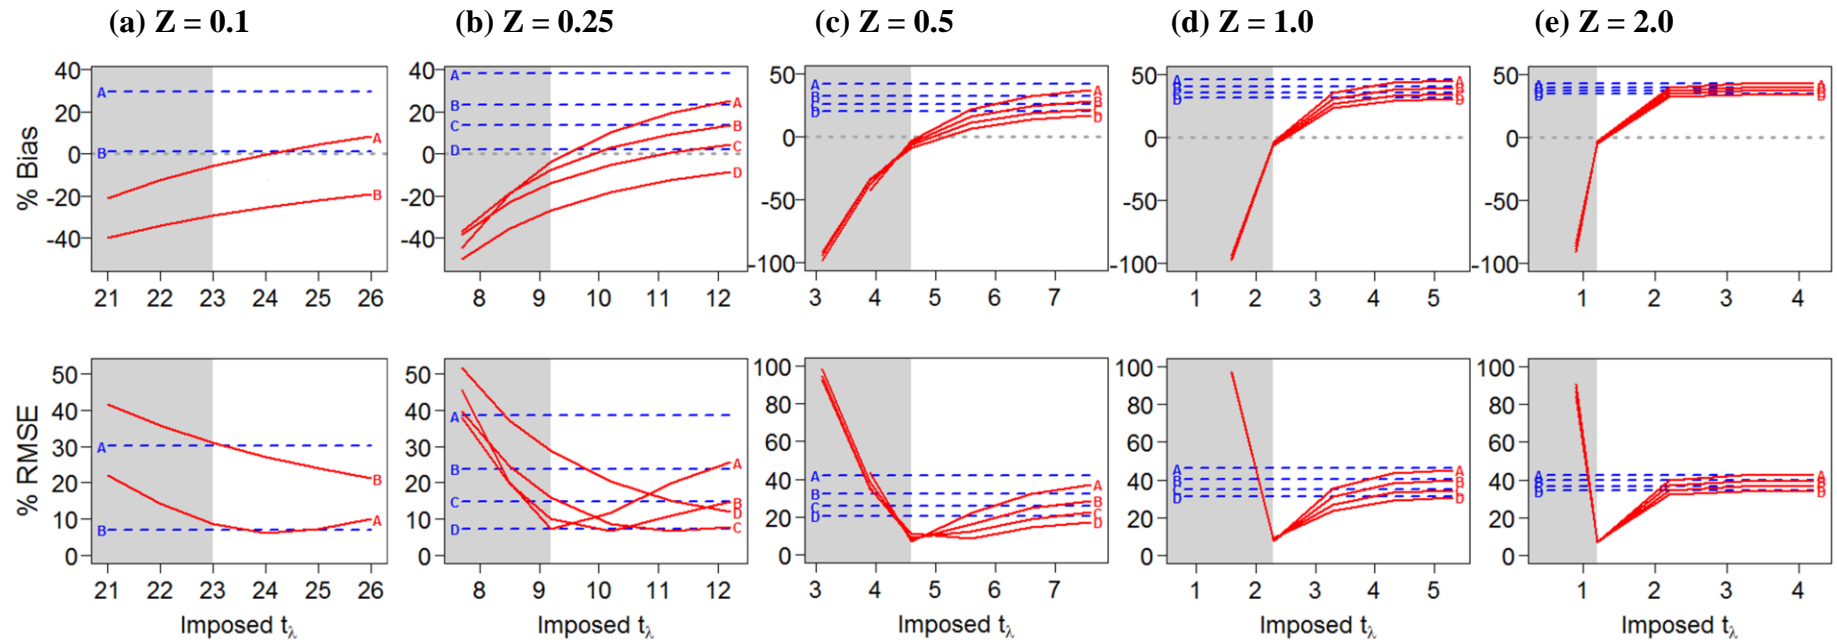 (a) Z = 0.1 (b) Z = 0.25 (c) Z = 0.5 (d) Z = 1.0 (e) Z = 2.0
% Bias
40 20 0 -20 -40
A B A B
21 22 23 24 25 26
40 20 0 -20 -40
A B C D A B C D
8 9 10 11 12
50 0 -50 -100
A B B D A B C D
3 4 5 6 7
50 0 -50 -100
A B B D A B C D
1 2 3 4 5
50 0 -50 -100
A B D A B D
1 2 3 4
% RMSE
50 40 30 20 10 0
A B B A
21 22 23 24 25 26
50 40 30 20 10 0
A B C D A B D C
8 9 10 11 12
100 80 60 40 20 0
A B C D A B C D
3 4 5 6 7
100 80 60 40 20 0
A B C D A B C D
1 2 3 4 5
100 80 60 40 20 0
A B D A B D
1 2 3 4
Imposed tλ Imposed tλ Imposed tλ Imposed tλ Imposed tλ